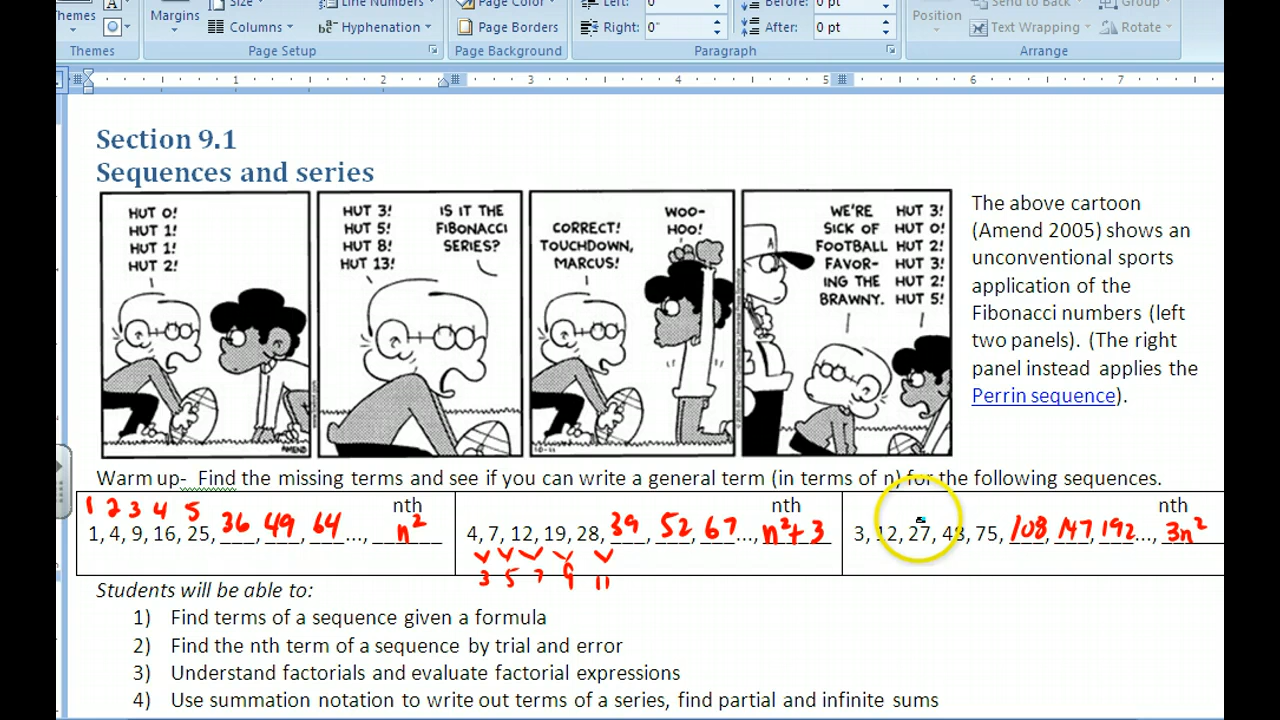 Themes
A
Margins
Size
Columns
Line Numbers
Hyphenation
Page Color
Page Borders
Left: 0
Right: 0"
Before: 0 pt
After: 0 pt
Position
Send to Back
Text Wrapping
Group
Rotate
Themes
Page Setup
Page Background
Paragraph
Arrange
1 2 3 4 5 6 7
Section 9.1
Sequences and series
HUT 0!
HUT 1!
HUT 1!
HUT 2!
AMEND
HUT 3!
HUT 5!
HUT 8!
HUT 13!
IS IT THE
FIBONACCI
SERIES?
CORRECT!
TOUCHDOWN,
MARCUS!
WOO-
HOO!
10-11
A
WE'RE
SICK OF
FOOTBALL
FAVOR-
ING THE
BRAWNY.
HUT 3!
HUT 0!
HUT 2!
HUT 3!
HUT 2!
HUT 5!
The above cartoon
(Amend 2005) shows an
unconventional sports
application of the
Fibonacci numbers (left
two panels). (The right
panel instead applies the
Perrin sequence).
Warm up- Find the missing terms and see if you can write a general term (in terms of n) for the following sequences.
1 2 3 4 5
nth
1, 4, 9, 16, 25, 36, 49, 64 ..., n²
nth
4, 7, 12, 19, 28, 39, 52, 67 ..., n²+3
3 5 7 9 11
nth
3, 12, 27, 48, 75, 108, 147, 192 ..., 3n²
Students will be able to:
1) Find terms of a sequence given a formula
2) Find the nth term of a sequence by trial and error
3) Understand factorials and evaluate factorial expressions
4) Use summation notation to write out terms of a series, find partial and infinite sums